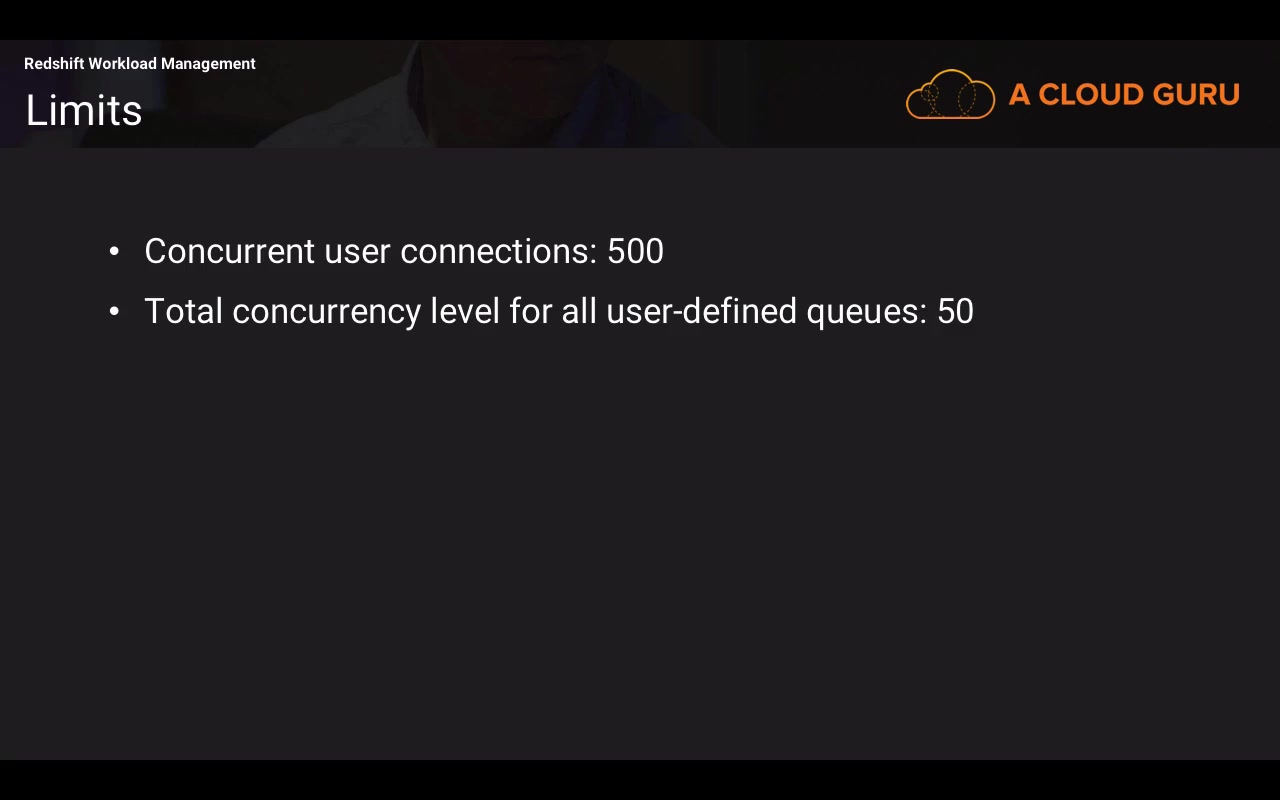 Redshift Workload Management
Limits
A CLOUD GURU
• Concurrent user connections: 500
• Total concurrency level for all user-defined queues: 50